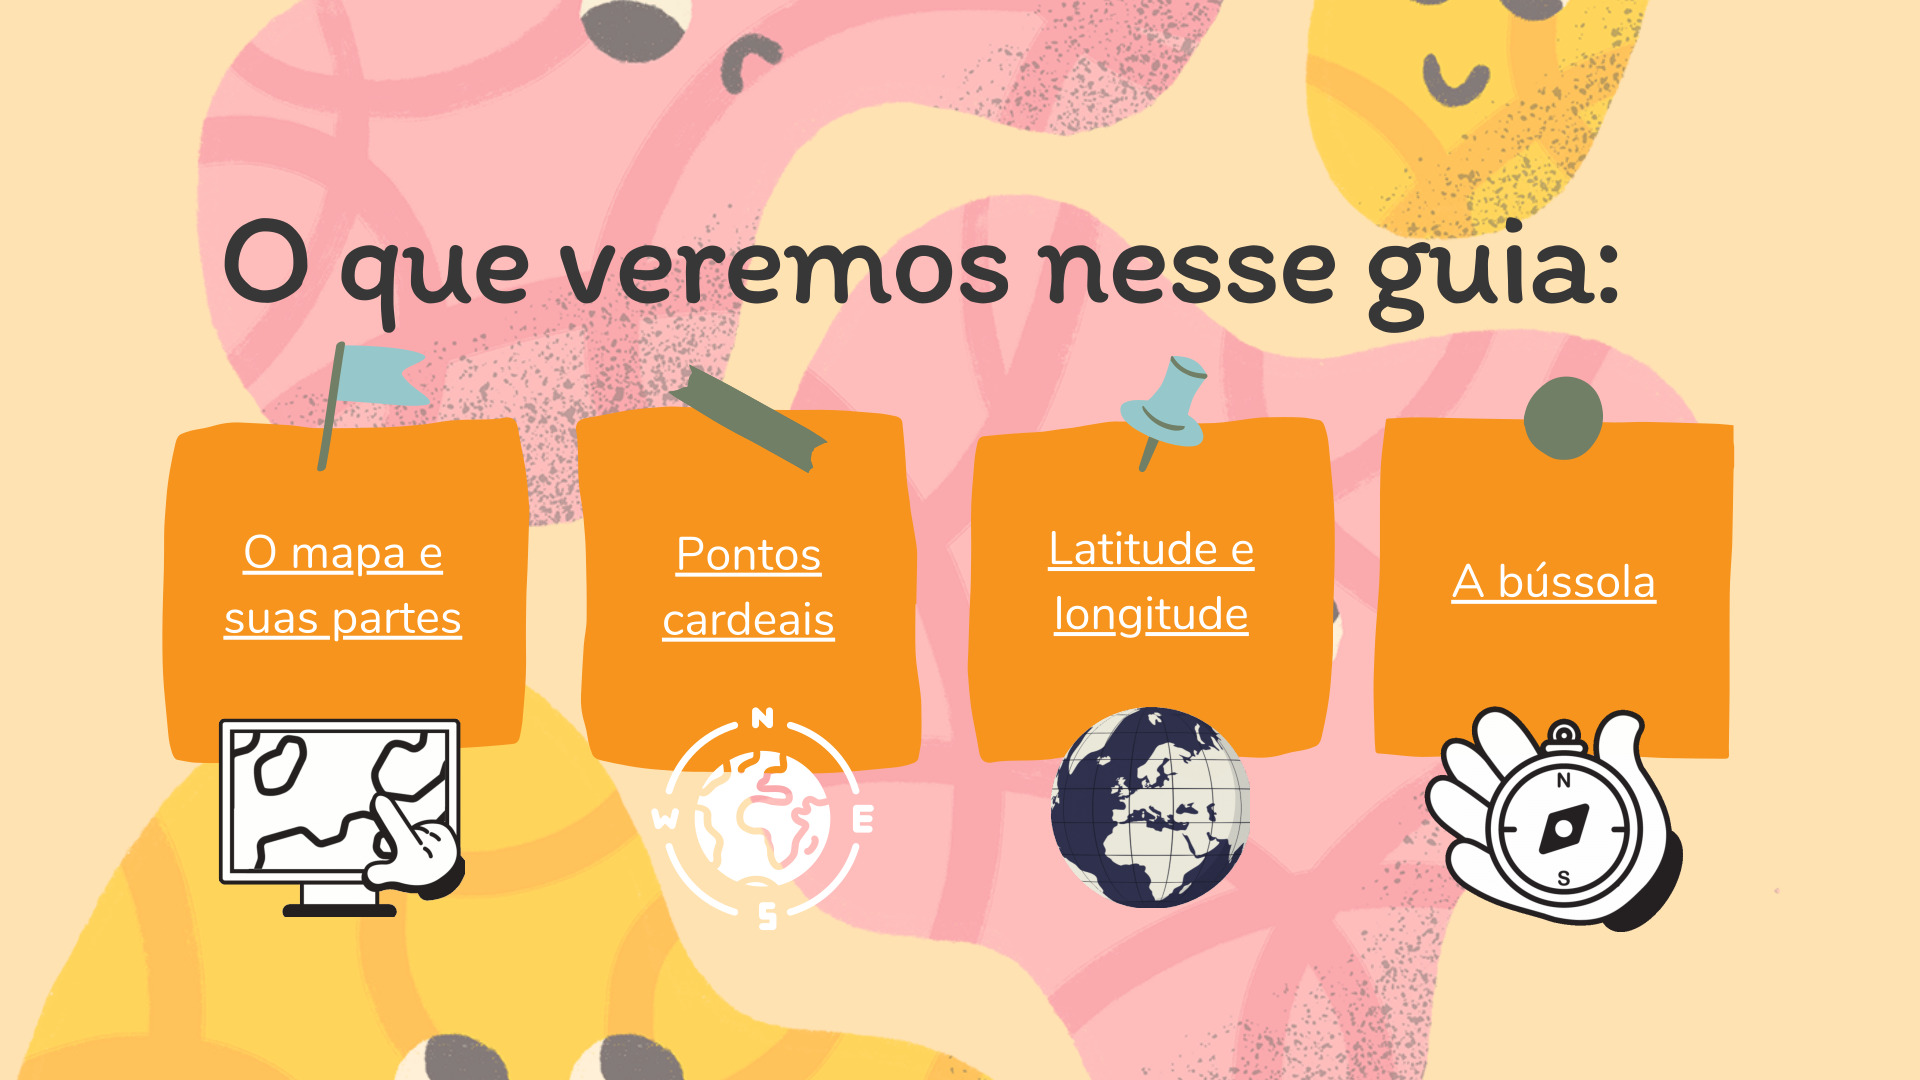 O que veremos nesse guia:
O mapa e
suas partes
Pontos
cardeais
Latitude e
longitude
A bússola
N
W
E
S
N
S